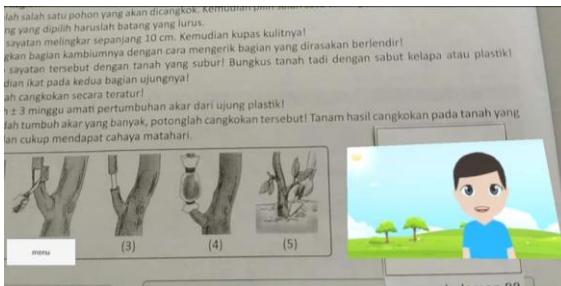 lah salah satu pohon yang akan dicangkok. Kemudian
ng yang dipilih haruslah batang yang lurus.
sayatan melingkar sepanjang 10 cm. Kemudian kupas kulitnya!
gkan bagian kambiumnya dengan cara mengerik bagian yang dirasakan berlendir!
sayatan tersebut dengan tanah yang subur! Bungkus tanah tadi dengan sabut kelapa atau plastik!
dian ikat pada kedua bagian ujungnya!
ah cangkokan secara teratur!
± 3 minggu amati pertumbuhan akar dari ujung plastik!
lah tumbuh akar yang banyak, potonglah cangkokan tersebut! Tanam hasil cangkokan pada tanah yang
an cukup mendapat cahaya matahari.
(3) (4) (5)
menu